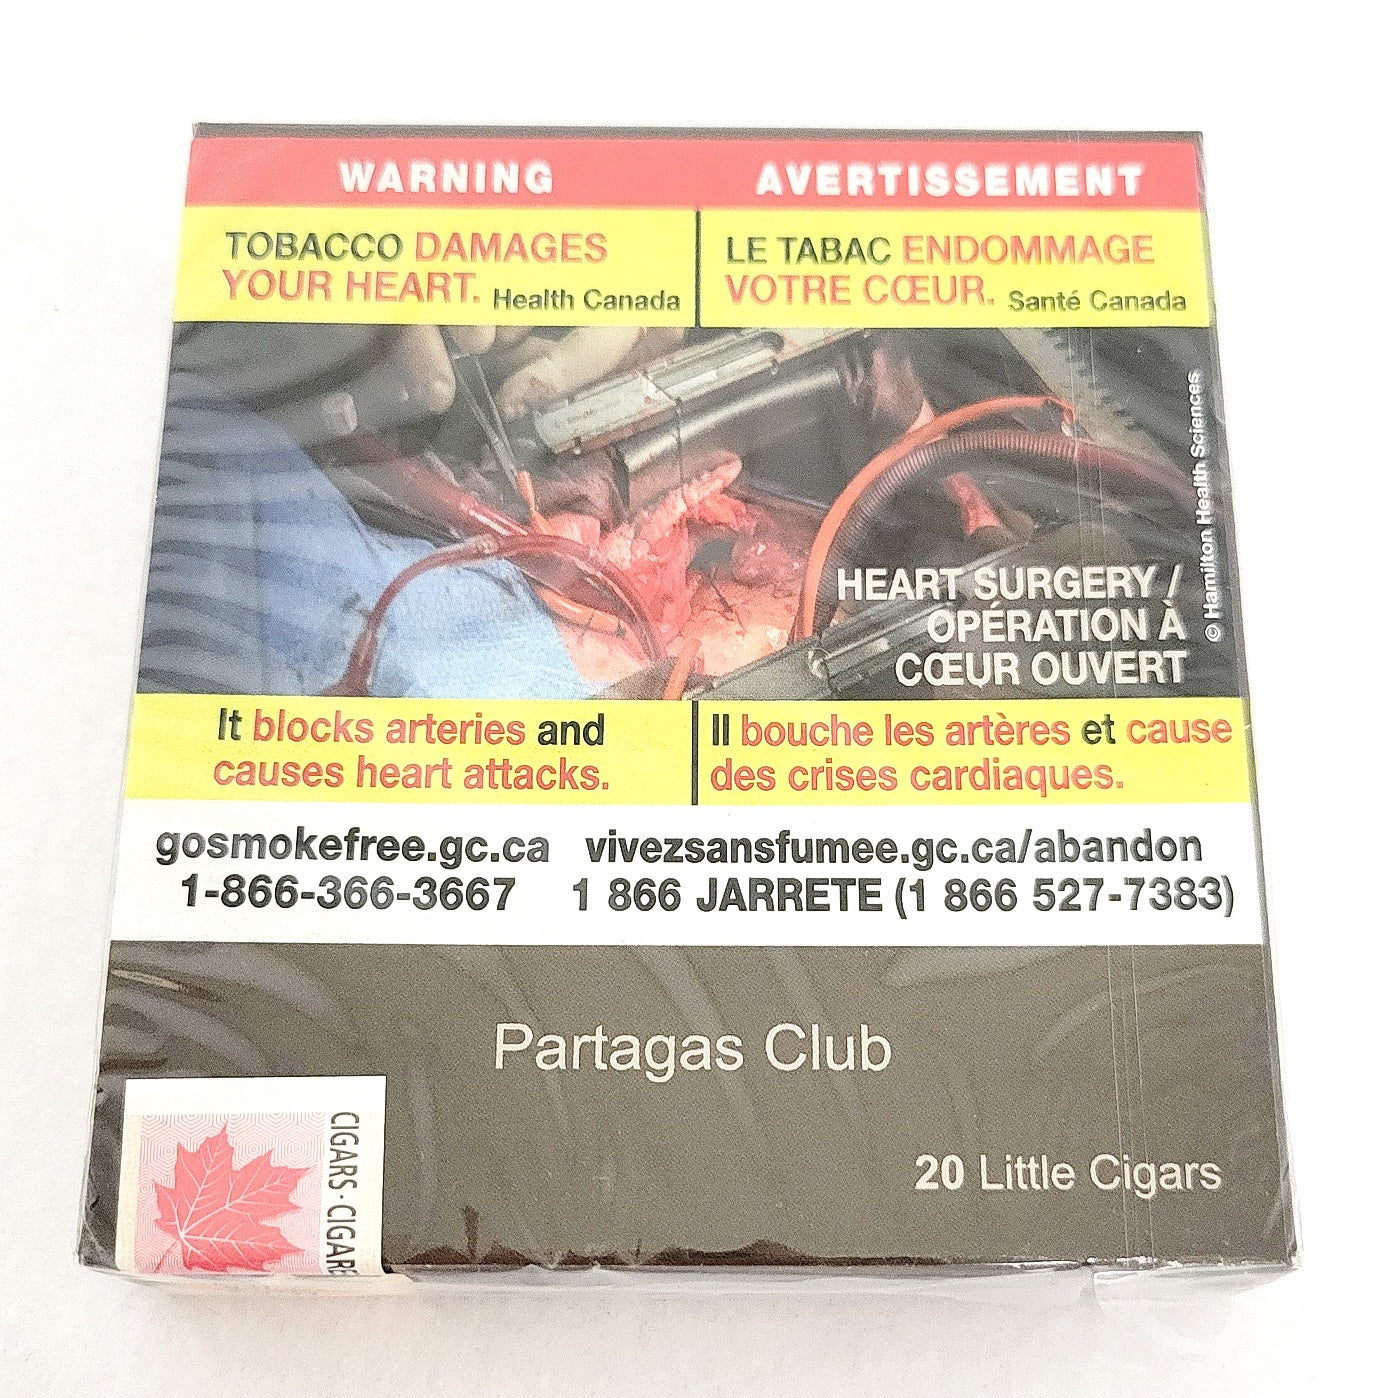 WARNING
AVERTISSEMENT
TOBACCO DAMAGES
YOUR HEART. Health Canada
LE TABAC ENDOMMAGE
VOTRE CŒUR. Santé Canada
© Hamilton Health Sciences
HEART SURGERY /
OPÉRATION À
CŒUR OUVERT
It blocks arteries and
causes heart attacks.
Il bouche les artères et cause
des crises cardiaques.
gosmokefree.gc.ca
1-866-366-3667
vivezsansfumee.gc.ca/abandon
1 866 JARRETE (1 866 527-7383)
Partagas Club
20 Little Cigars
CIGARS · CIGARE